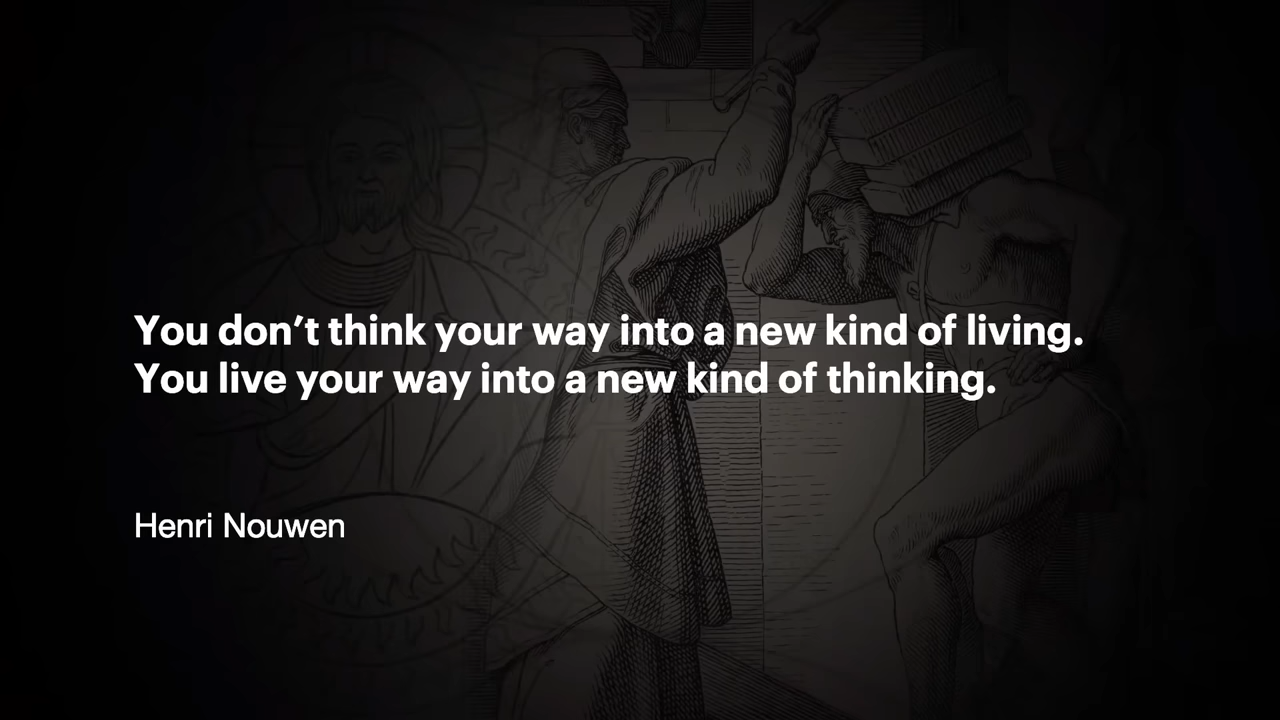 You don’t think your way into a new kind of living.
You live your way into a new kind of thinking.
Henri Nouwen